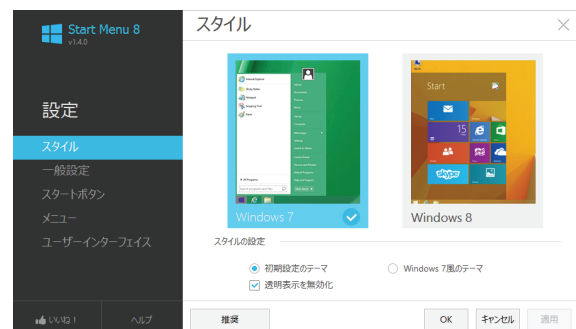 Start Menu 8
v1.4.0
設定
スタイル
一般設定
スタートボタン
メニュー
ユーザーインターフェイス
いいね!
ヘルプ
スタイル
Start
15
skype
All Programs
Windows 7
Windows 8
スタイルの設定
初期設定のテーマ
Windows 7風のテーマ
透明表示を無効化
推奨
OK
キャンセル
適用